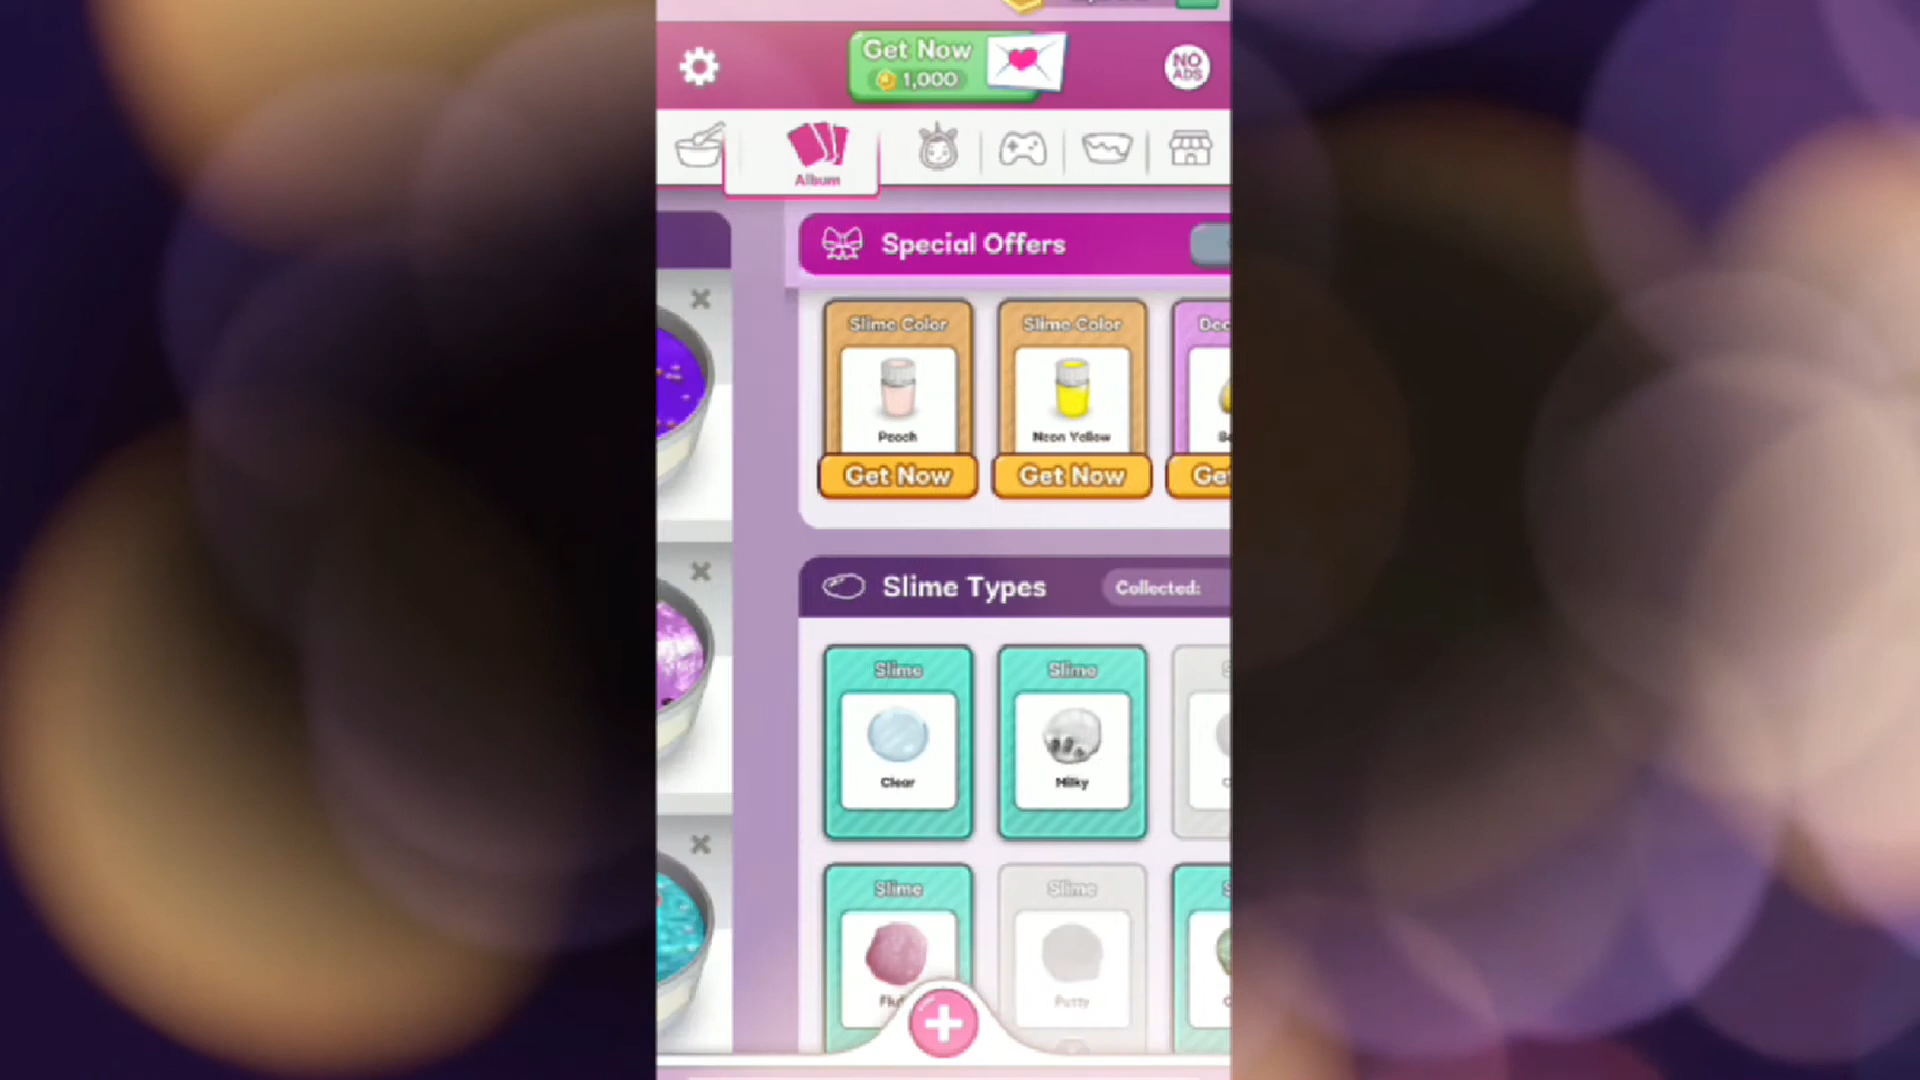 Get Now
1,000
NO
ADS
Album
Special Offers
Slime Color
Slime Color
Peach
Neon Yellow
Get Now
Get Now
Slime Types
Collected:
Slime
Slime
Clear
Milky
Slime
Slime
Putty